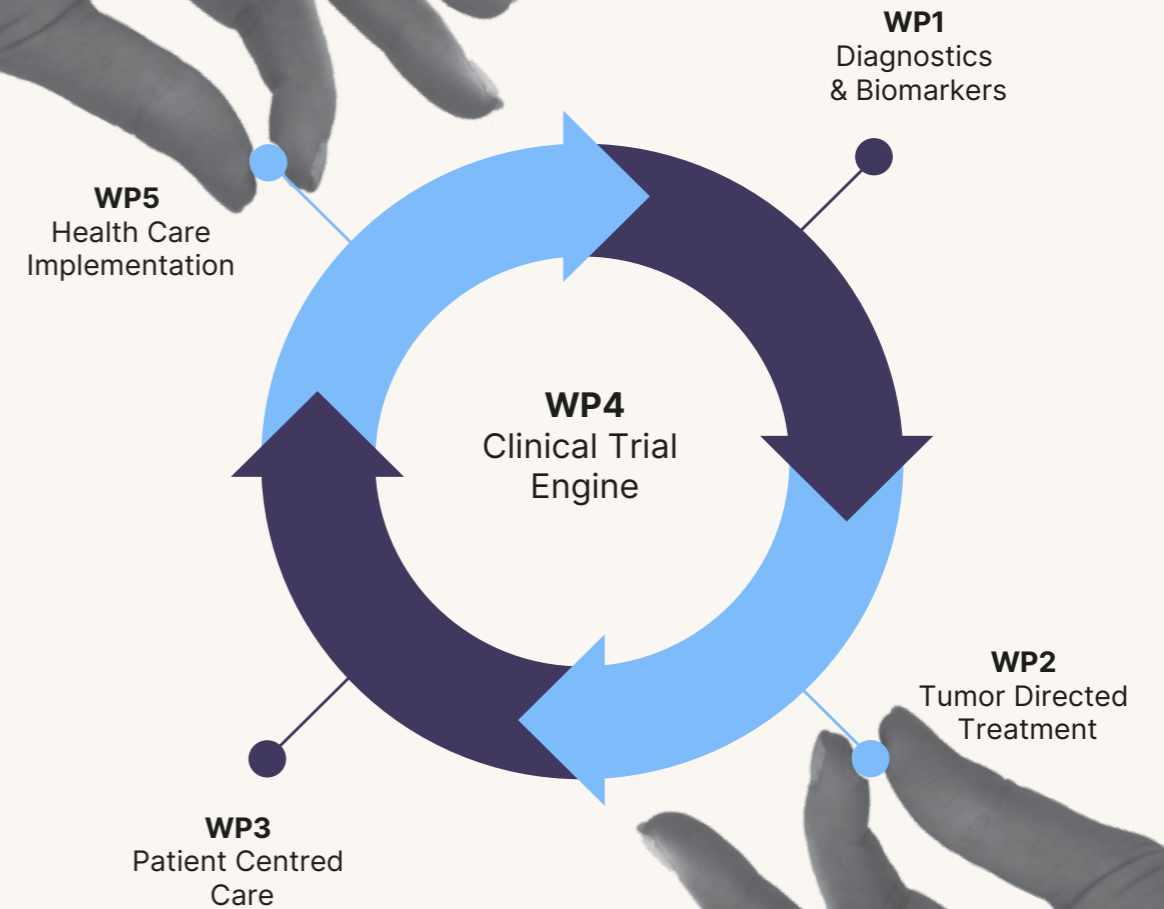 WP1
Diagnostics
& Biomarkers
WP5
Health Care
Implementation
WP4
Clinical Trial
Engine
WP2
Tumor Directed
Treatment
WP3
Patient Centred
Care